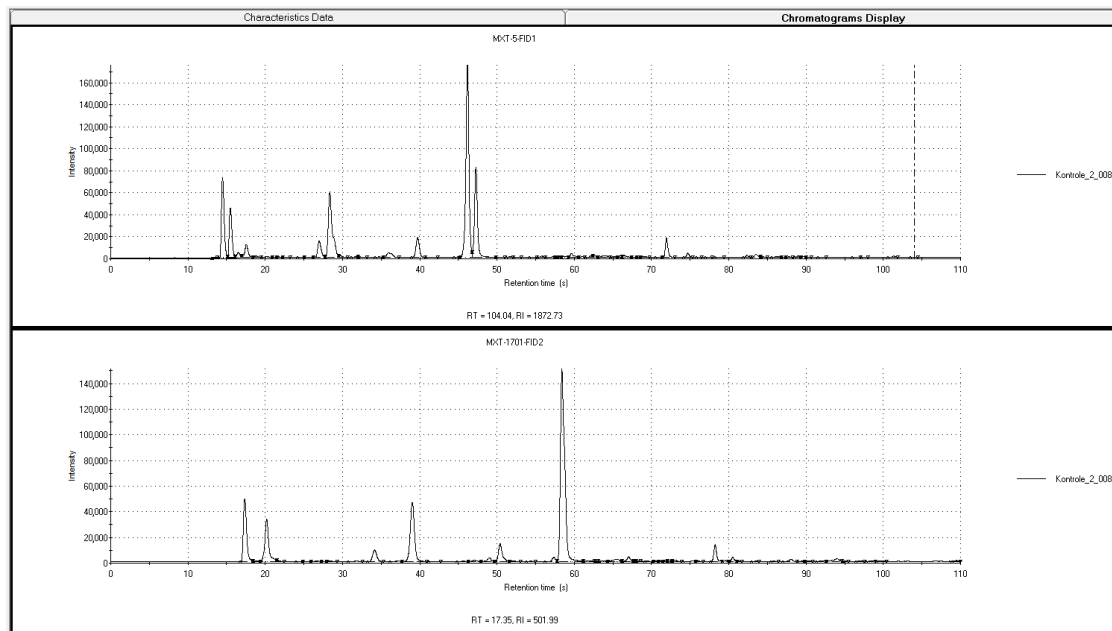 Characteristics Data
Chromatograms Display
MXT-5-FID1
Intensity
160,000
140,000
120,000
100,000
80,000
60,000
40,000
20,000
0
0 10 20 30 40 50 60 70 80 90 100 110
Retention time (s)
Kontrole_2_008
RT = 104.04, RI = 1872.73
MXT-1701-FID2
Intensity
140,000
120,000
100,000
80,000
60,000
40,000
20,000
0
0 10 20 30 40 50 60 70 80 90 100 110
Retention time (s)
Kontrole_2_008
RT = 17.35, RI = 501.99